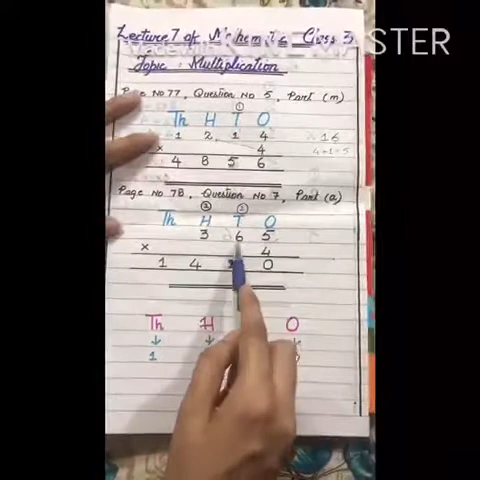 Lecture 7 of Mathematics Class 3
MASTER
Topic : Multiplication
Page No 77, Question No 5, Part (m)
①
Th H T O
1 2 1 4 × 16
× 4 4+1=5
4 8 5 6
Page No 78, Question No 7, Part (a)
② ②
Th H T O
3 6 5
× 4
1 4 0
Th H O
↓ ↓ ↓
1